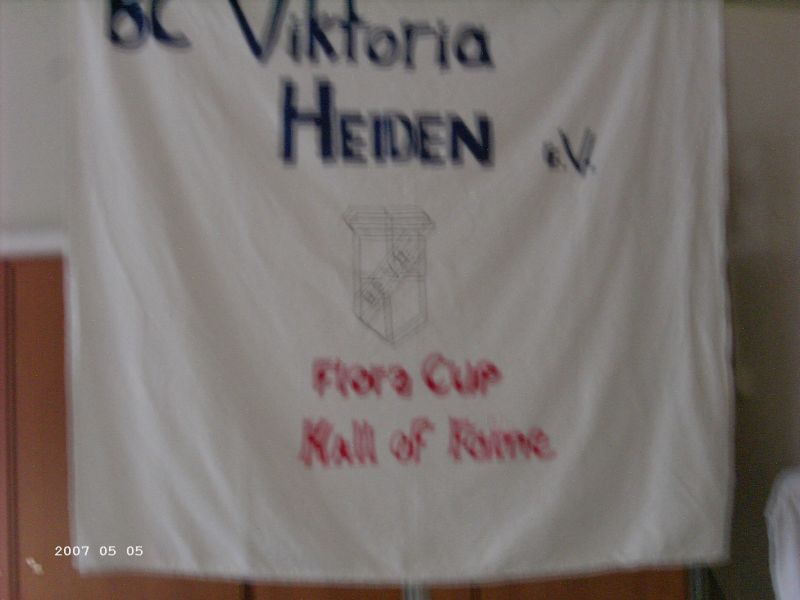 BC Viktoria
HEIDEN e.V.
Flora Cup
Hall of Fame
2007 05 05